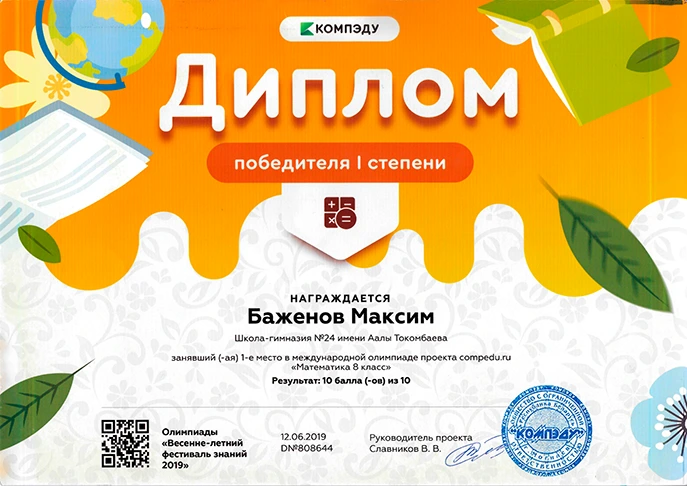 КОМПЭДУ
Диплом
победителя I степени
НАГРАЖДАЕТСЯ
Баженов Максим
Школа-гимназия №24 имени Аалы Токомбаева
занявший (-ая) 1-е место в международной олимпиаде проекта compedu.ru
«Математика 8 класс»
Результат: 10 балла (-ов) из 10
Олимпиады
«Весенне-летний
фестиваль знаний
2019»
12.06.2019
DN№808644
Руководитель проекта
Славников В. В.
КОМПЭДУ